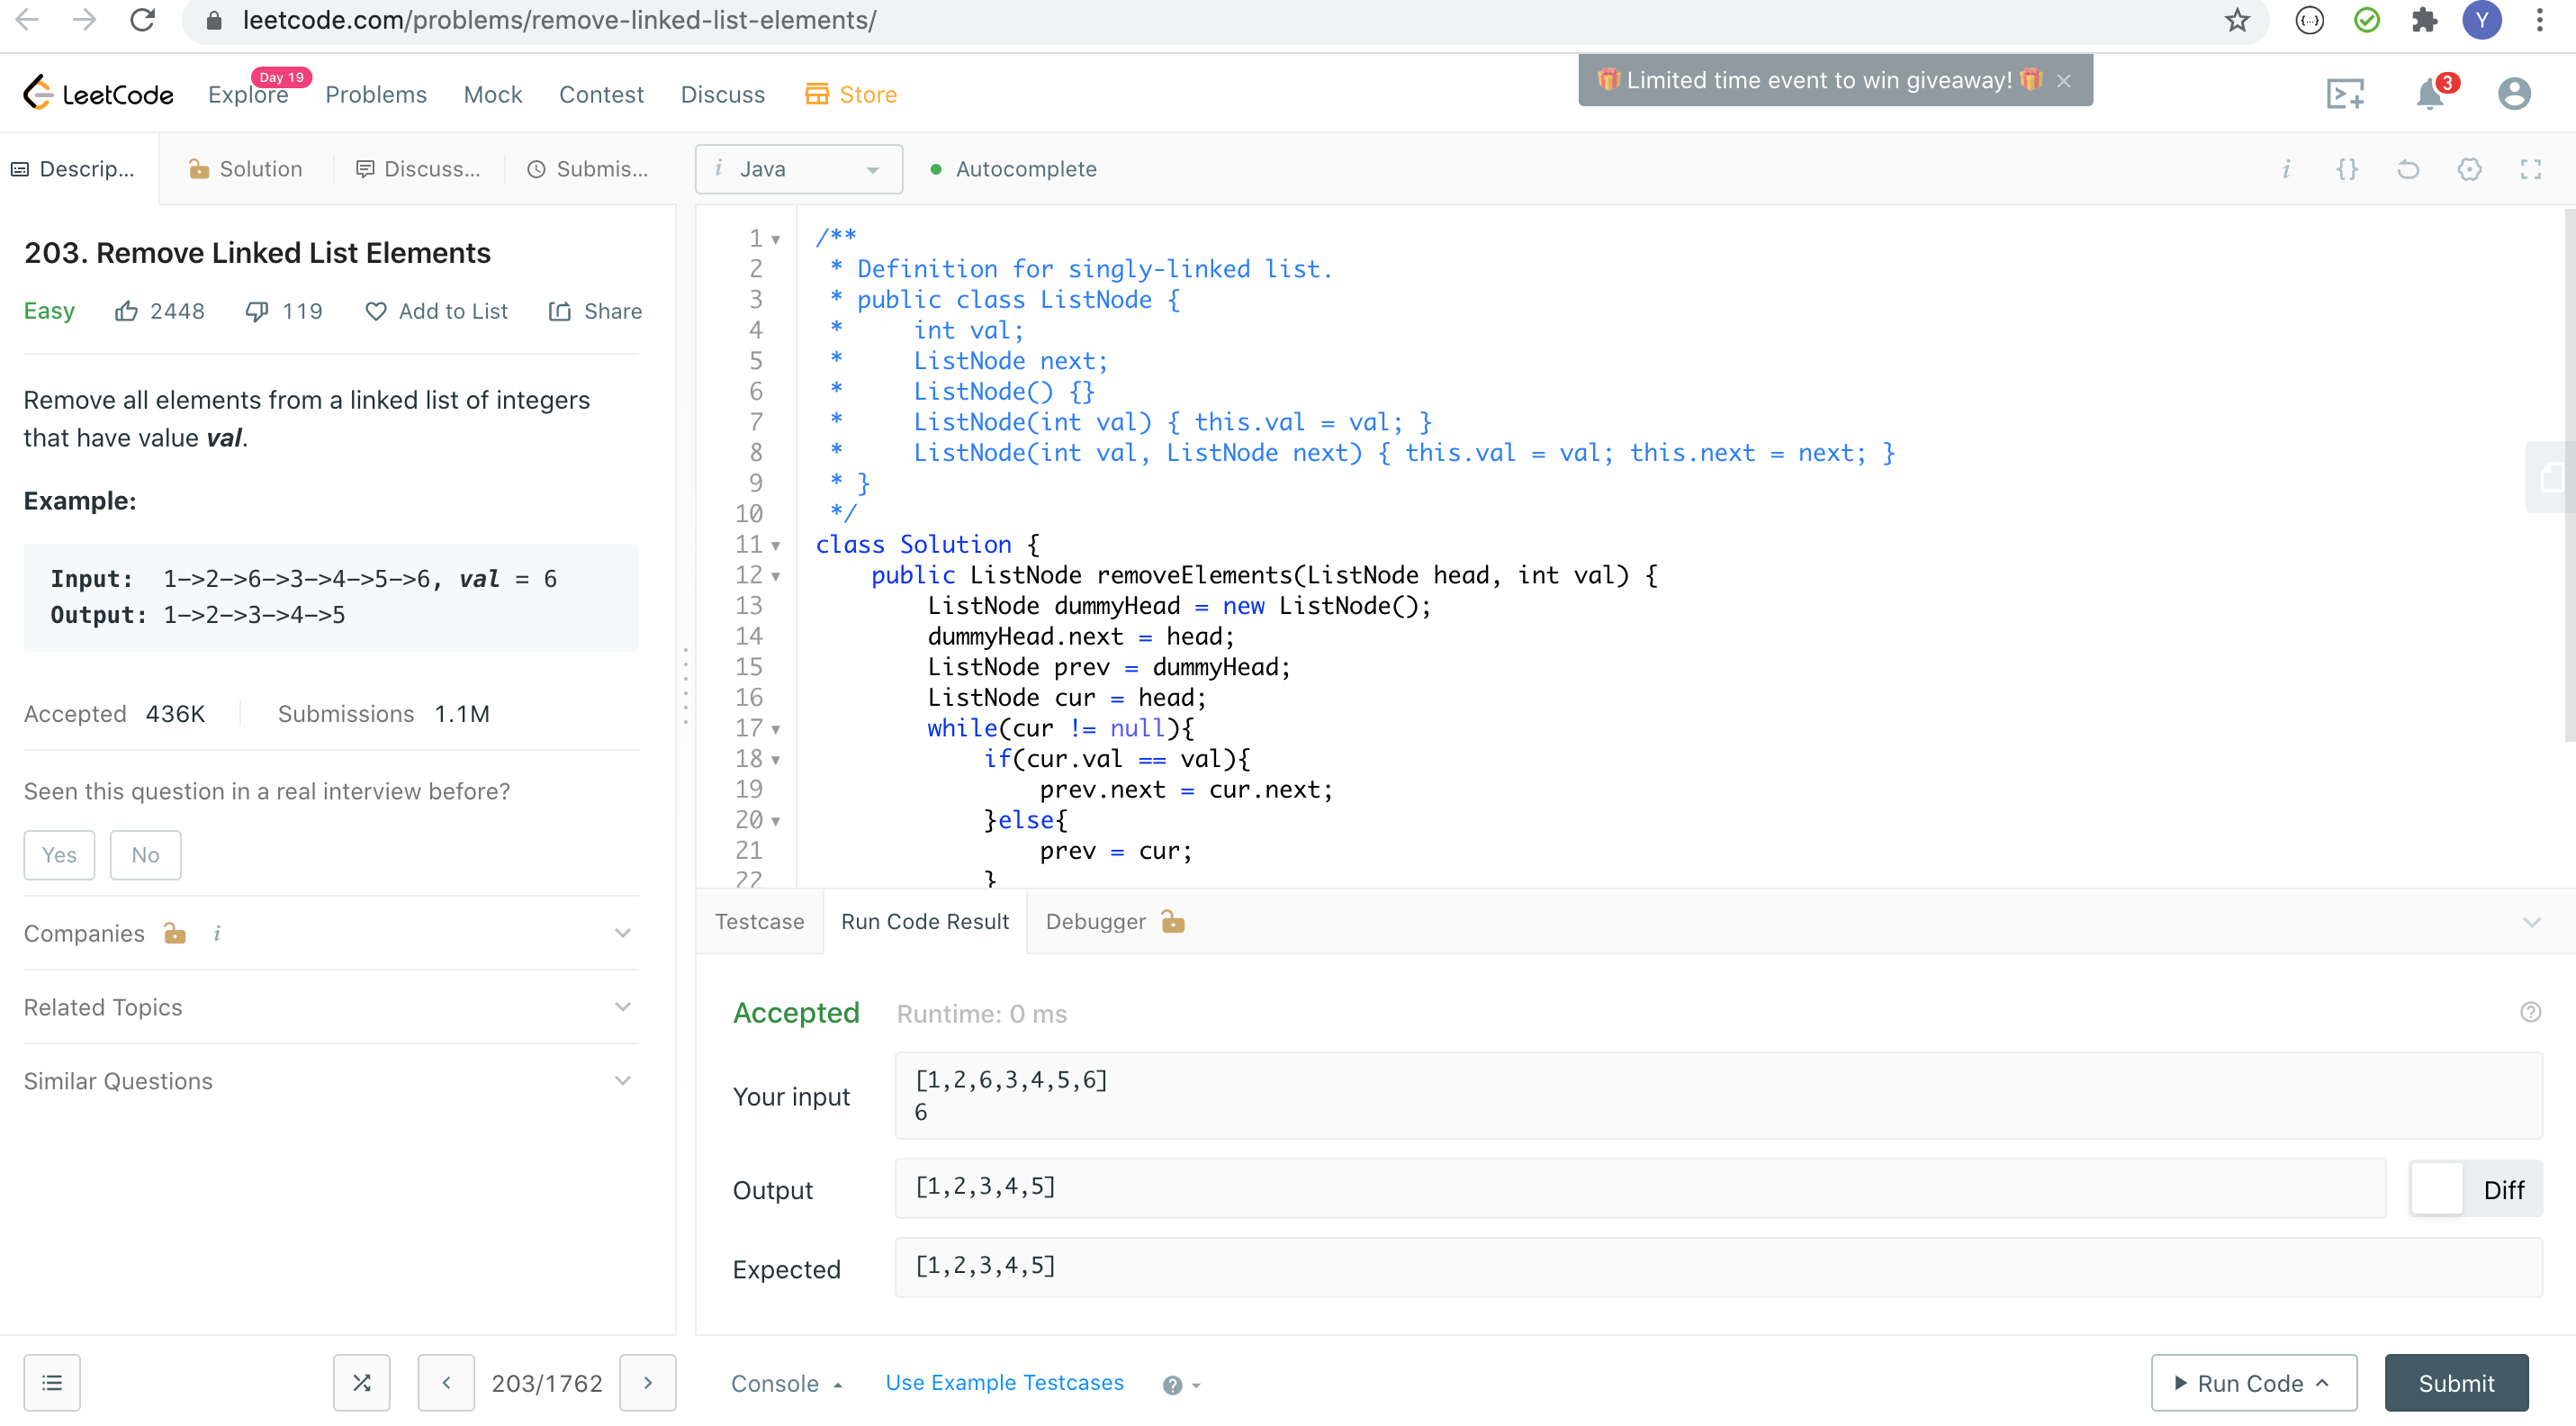 leetcode.com/problems/remove-linked-list-elements/
Y
LeetCode
Explore
Day 19
Problems
Mock
Contest
Discuss
Store
Limited time event to win giveaway!
3
Descrip...
Solution
Discuss...
Submis...
i Java
Autocomplete
i {}
203. Remove Linked List Elements
Easy 2448 119 Add to List Share
Remove all elements from a linked list of integers
that have value val.
Example:
Input: 1->2->6->3->4->5->6, val = 6
Output: 1->2->3->4->5
Accepted 436K Submissions 1.1M
Seen this question in a real interview before?
Yes No
Companies i
Related Topics
Similar Questions
203/1762
1 /**
2 * Definition for singly-linked list.
3 * public class ListNode {
4 * int val;
5 * ListNode next;
6 * ListNode() {}
7 * ListNode(int val) { this.val = val; }
8 * ListNode(int val, ListNode next) { this.val = val; this.next = next; }
9 * }
10 */
11 class Solution {
12 public ListNode removeElements(ListNode head, int val) {
13 ListNode dummyHead = new ListNode();
14 dummyHead.next = head;
15 ListNode prev = dummyHead;
16 ListNode cur = head;
17 while(cur != null){
18 if(cur.val == val){
19 prev.next = cur.next;
20 }else{
21 prev = cur;
22 }
Testcase Run Code Result Debugger
Accepted Runtime: 0 ms
?
Your input
[1,2,6,3,4,5,6]
6
Output
[1,2,3,4,5]
Diff
Expected
[1,2,3,4,5]
Console Use Example Testcases ?
Run Code
Submit